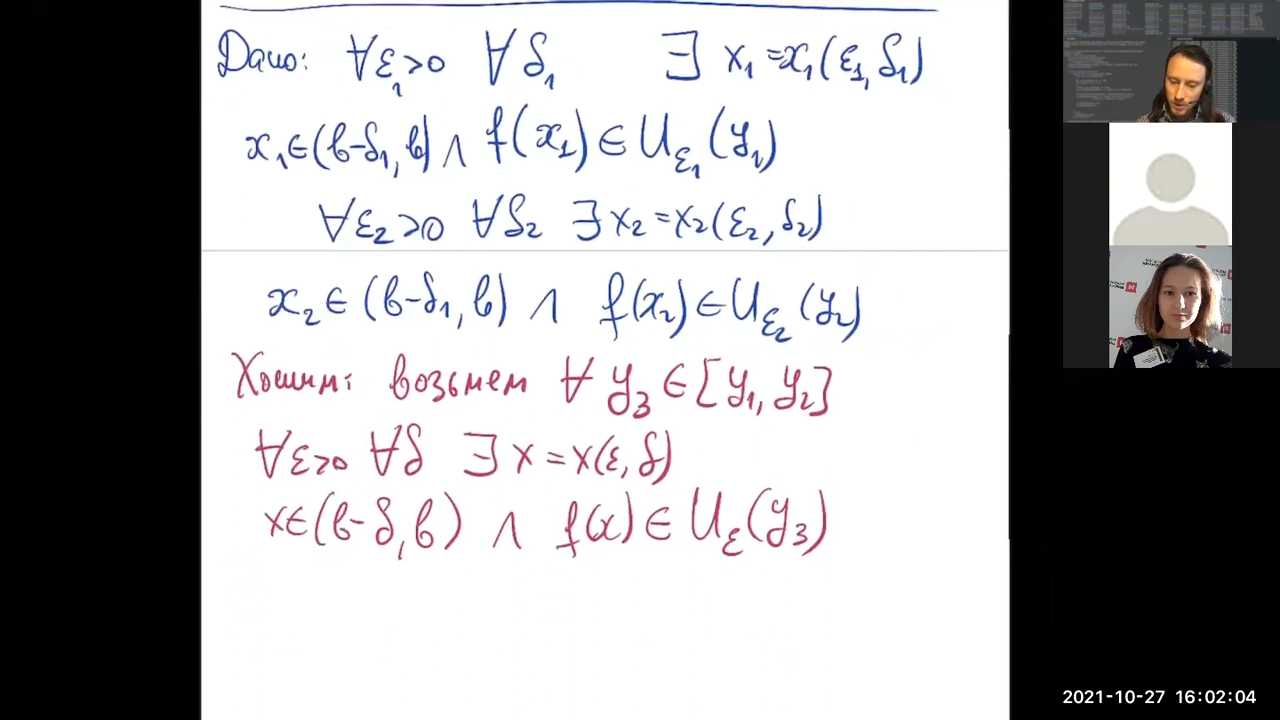 Дано: ∀ε₁>0 ∀δ₁ ∃ x₁=x₁(ε₁,δ₁)
x₁∈(b-δ₁,b) ∧ f(x₁)∈U_ε₁(y₁)
∀ε₂>0 ∀δ₂ ∃x₂=x₂(ε₂,δ₂)
x₂∈(b-δ₁,b) ∧ f(x₂)∈U_ε₂(y₂)
Хотим: возьмем ∀ y₃∈[y₁,y₂]
∀ε>0 ∀δ ∃ x=x(ε,δ)
x∈(b-δ,b) ∧ f(x)∈U_ε(y₃)
2021-10-27 16:02:04